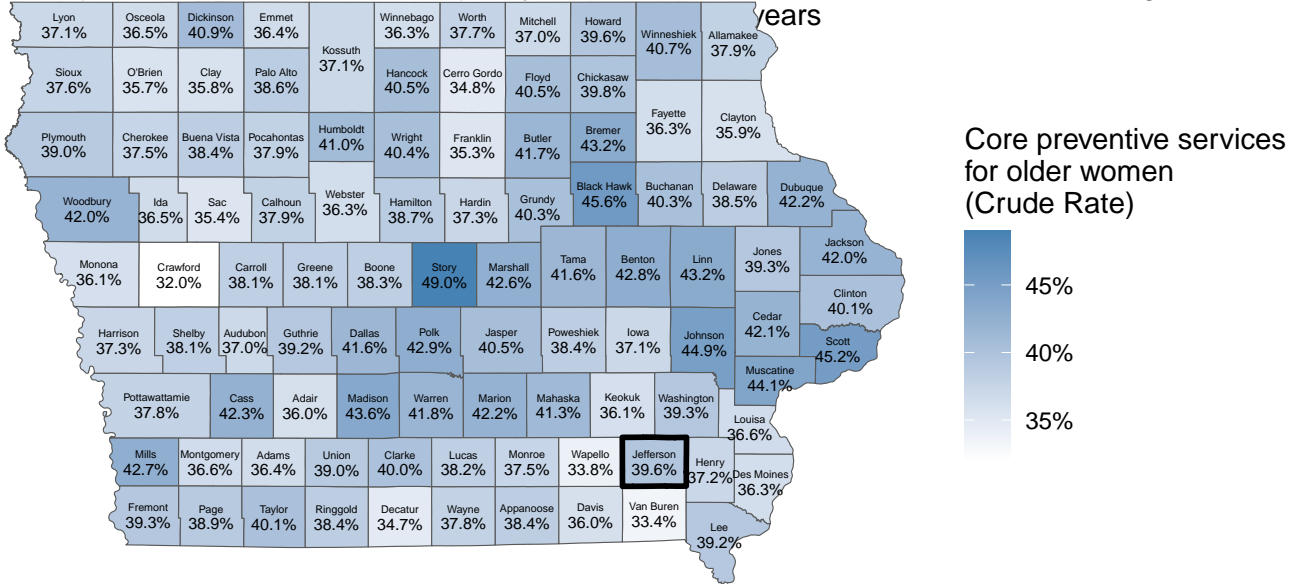 years
Lyon Osceola Dickinson Emmet Winnebago Worth Mitchell Howard
37.1% 36.5% 40.9% 36.4% 36.3% 37.7% 37.0% 39.6%
Winneshiek Allamakee
40.7% 37.9%
Kossuth
37.1%
Sioux O'Brien Clay Palo Alto Hancock Cerro Gordo Floyd Chickasaw
37.6% 35.7% 35.8% 38.6% 40.5% 34.8% 40.5% 39.8%
Fayette Clayton
36.3% 35.9%
Plymouth Cherokee Buena Vista Pocahontas Humboldt Wright Franklin Butler Bremer
39.0% 37.5% 38.4% 37.9% 41.0% 40.4% 35.3% 41.7% 43.2%
Woodbury Ida Sac Calhoun Webster Hamilton Hardin Grundy Black Hawk Buchanan Delaware Dubuque
42.0% 36.5% 35.4% 37.9% 36.3% 38.7% 37.3% 40.3% 45.6% 40.3% 38.5% 42.2%
Monona Crawford Carroll Greene Boone Story Marshall Tama Benton Linn Jones Jackson
36.1% 32.0% 38.1% 38.1% 38.3% 49.0% 42.6% 41.6% 42.8% 43.2% 39.3% 42.0%
Clinton
40.1%
Harrison Shelby Audubon Guthrie Dallas Polk Jasper Poweshiek Iowa Johnson Cedar Scott
37.3% 38.1% 37.0% 39.2% 41.6% 42.9% 40.5% 38.4% 37.1% 44.9% 42.1% 45.2%
Muscatine
44.1%
Pottawattamie Cass Adair Madison Warren Marion Mahaska Keokuk Washington Louisa
37.8% 42.3% 36.0% 43.6% 41.8% 42.2% 41.3% 36.1% 39.3% 36.6%
Mills Montgomery Adams Union Clarke Lucas Monroe Wapello Jefferson Henry Des Moines
42.7% 36.6% 36.4% 39.0% 40.0% 38.2% 37.5% 33.8% 39.6% 37.2% 36.3%
Fremont Page Taylor Ringgold Decatur Wayne Appanoose Davis Van Buren Lee
39.3% 38.9% 40.1% 38.4% 34.7% 37.8% 38.4% 36.0% 33.4% 39.2%
Core preventive services
for older women
(Crude Rate)
45%
40%
35%